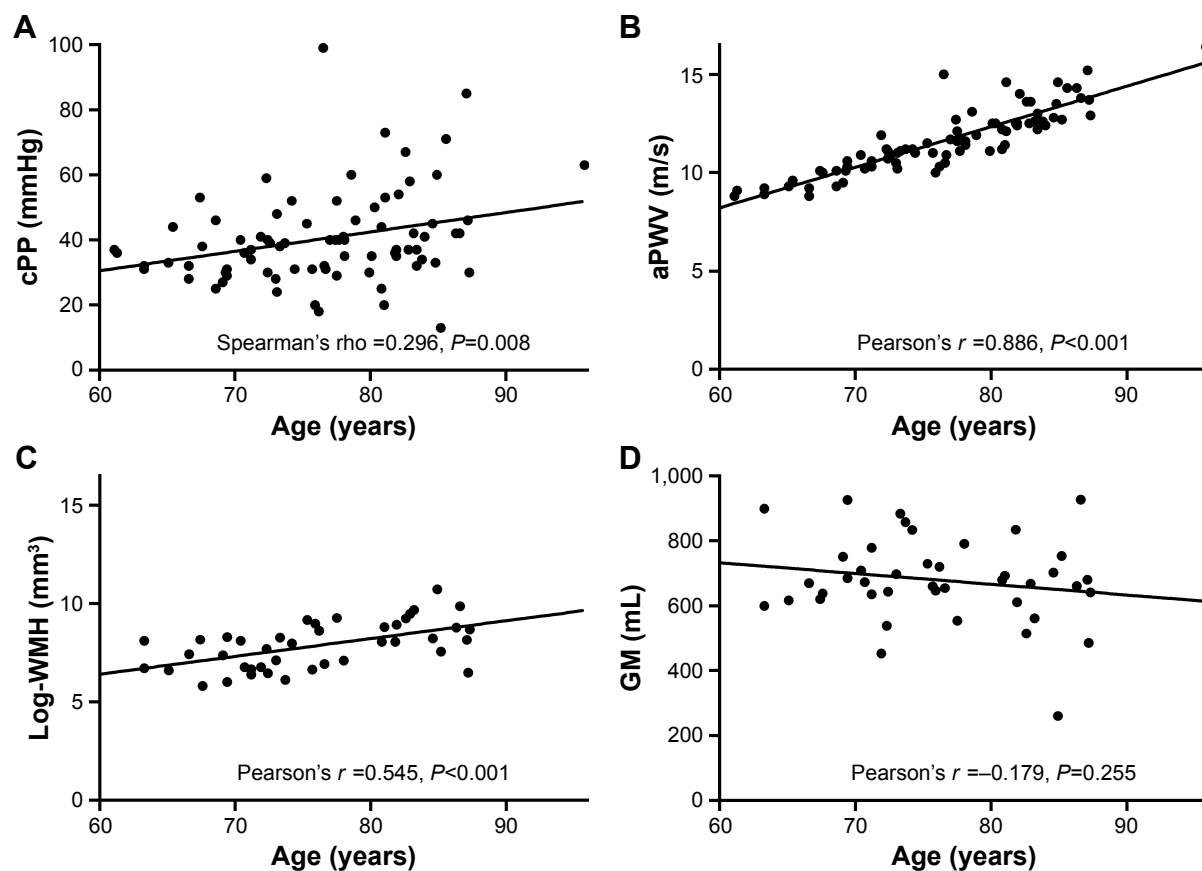 A
cPP (mmHg)
100
80
60
40
20
0
Spearman’s rho =0.296, P=0.008
60 70 80 90
Age (years)
B
aPWV (m/s)
15
10
5
0
Pearson’s r =0.886, P<0.001
60 70 80 90
Age (years)
C
Log-WMH (mm³)
15
10
5
0
Pearson’s r =0.545, P<0.001
60 70 80 90
Age (years)
D
GM (mL)
1,000
800
600
400
200
0
Pearson’s r =–0.179, P=0.255
60 70 80 90
Age (years)